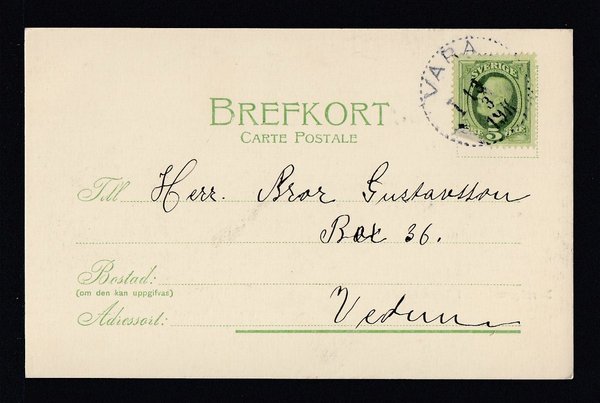 VARA
SVERIGE
BREFKORT
CARTE POSTALE
Till Herr. Bror Gustavsson
Box 36.
Bostad:
(om den kan uppgifvas)
Adressort: Vedum